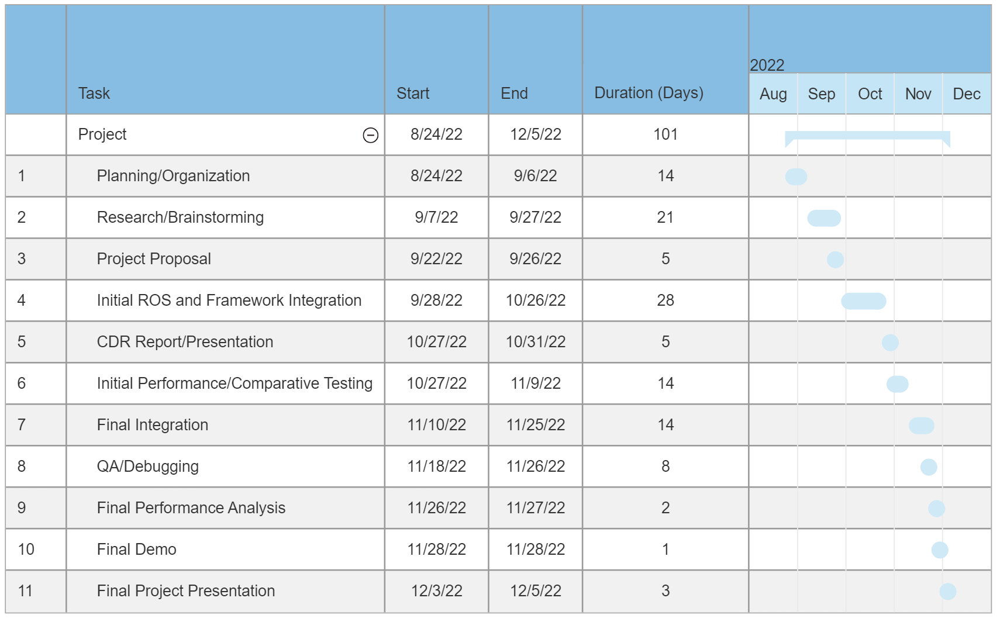 2022
Task Start End Duration (Days) Aug Sep Oct Nov Dec
Project 8/24/22 12/5/22 101
1 Planning/Organization 8/24/22 9/6/22 14
2 Research/Brainstorming 9/7/22 9/27/22 21
3 Project Proposal 9/22/22 9/26/22 5
4 Initial ROS and Framework Integration 9/28/22 10/26/22 28
5 CDR Report/Presentation 10/27/22 10/31/22 5
6 Initial Performance/Comparative Testing 10/27/22 11/9/22 14
7 Final Integration 11/10/22 11/25/22 14
8 QA/Debugging 11/18/22 11/26/22 8
9 Final Performance Analysis 11/26/22 11/27/22 2
10 Final Demo 11/28/22 11/28/22 1
11 Final Project Presentation 12/3/22 12/5/22 3